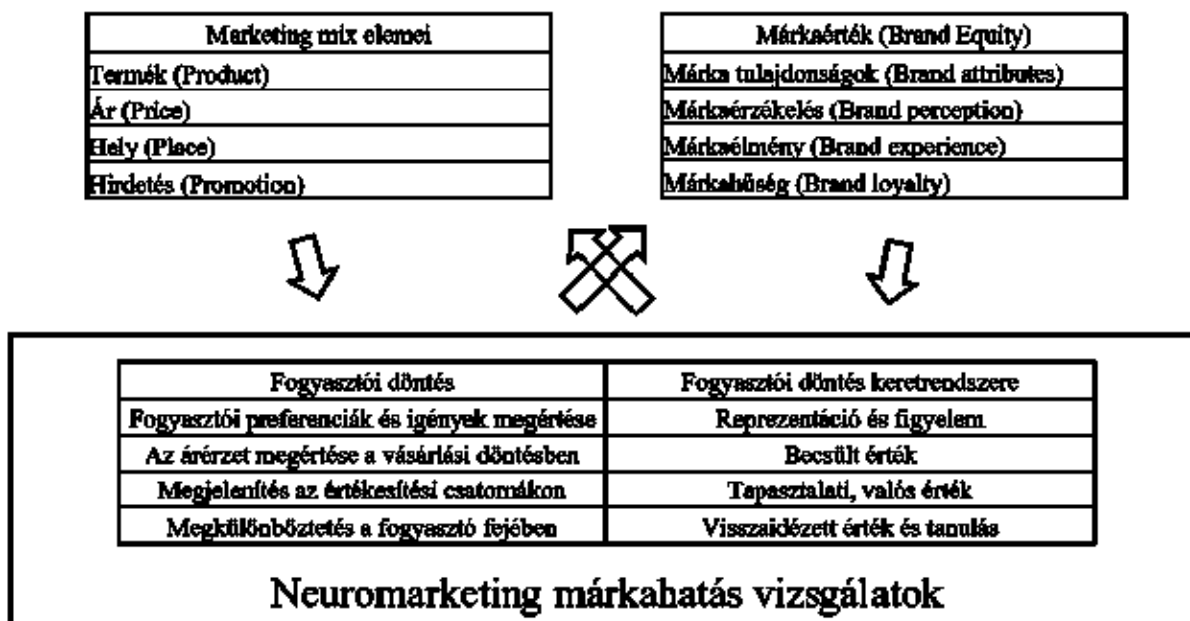 Marketing mix elemei
Termék (Product)
Ár (Price)
Hely (Place)
Hirdetés (Promotion)
Márkaérték (Brand Equity)
Márka tulajdonságok (Brand attributes)
Márkaérzékelés (Brand perception)
Márkaélmény (Brand experience)
Márkahűség (Brand loyalty)
Fogyasztói döntés
Fogyasztói döntés keretrendszere
Fogyasztói preferenciák és igények megértése
Reprezentáció és figyelem
Az árérzet megértése a vásárlási döntésben
Becsült érték
Megjelenítés az értékesítési csatornákon
Tapasztalati, valós érték
Megkülönböztetés a fogyasztó fejében
Visszaidézett érték és tanulás
Neuromarketing márkahatás vizsgálatok